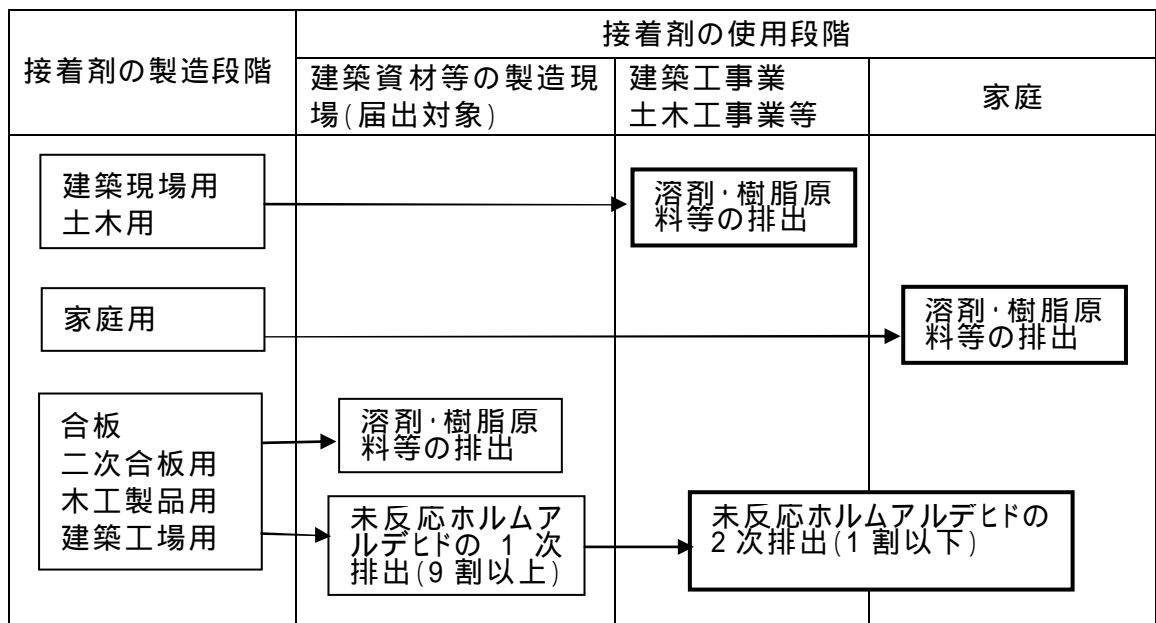 接着剤の製造段階
接着剤の使用段階
建築資材等の製造現
場(届出対象)
建築工事業
土木工事業等
家庭
建築現場用
土木用
溶剤・樹脂原
料等の排出
家庭用
溶剤・樹脂原
料等の排出
合板
二次合板用
木工製品用
建築工場用
溶剤・樹脂原
料等の排出
未反応ホルムア
ルデヒドの 1 次
排出(9 割以上)
未反応ホルムアルデヒドの
2 次排出(1 割以下)